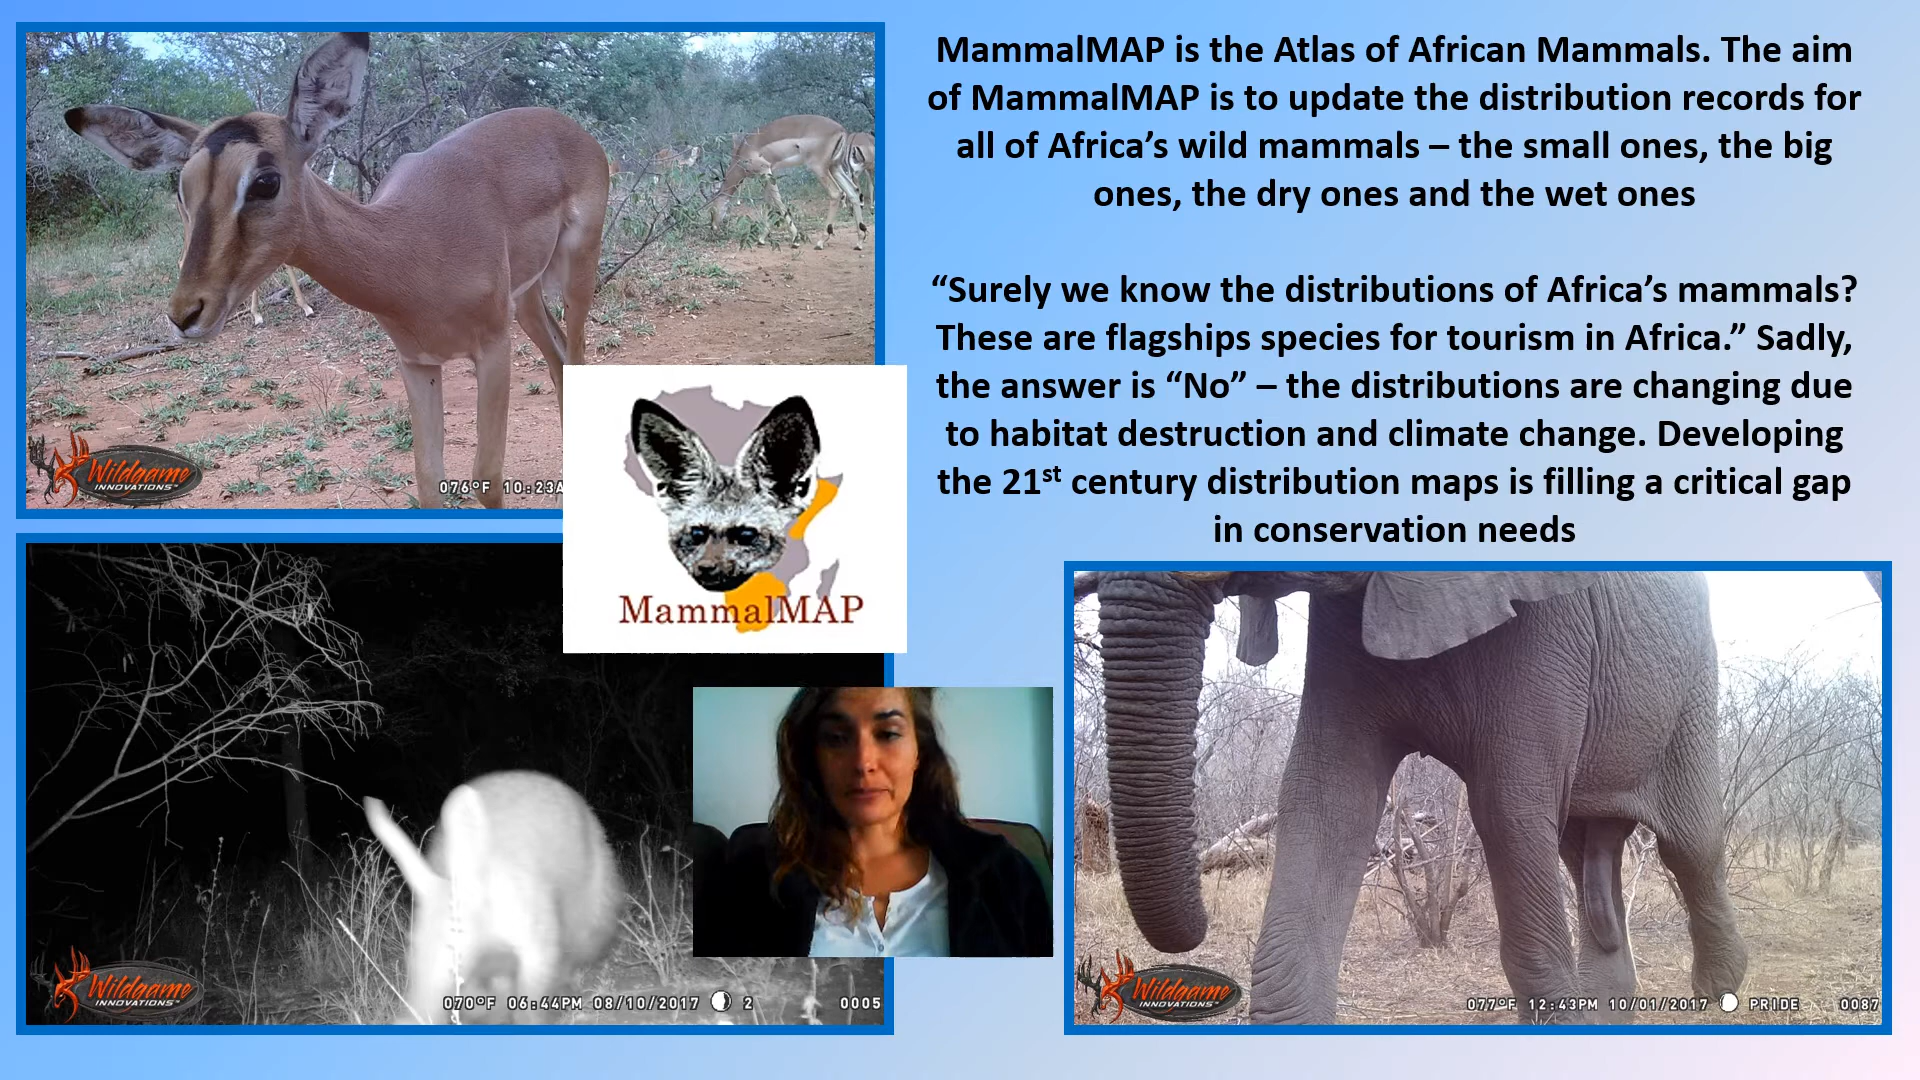 MammalMAP is the Atlas of African Mammals. The aim
of MammalMAP is to update the distribution records for
all of Africa’s wild mammals – the small ones, the big
ones, the dry ones and the wet ones
“Surely we know the distributions of Africa’s mammals?
These are flagships species for tourism in Africa.” Sadly,
the answer is “No” – the distributions are changing due
to habitat destruction and climate change. Developing
the 21st century distribution maps is filling a critical gap
in conservation needs
Wildgame
INNOVATIONS™
076°F 10:23A
MammalMAP
Wildgame
INNOVATIONS™
070°F 06:44PM 08/10/2017 2 0005
Wildgame
INNOVATIONS™
077°F 12:43PM 10/01/2017 PRIDE 0087